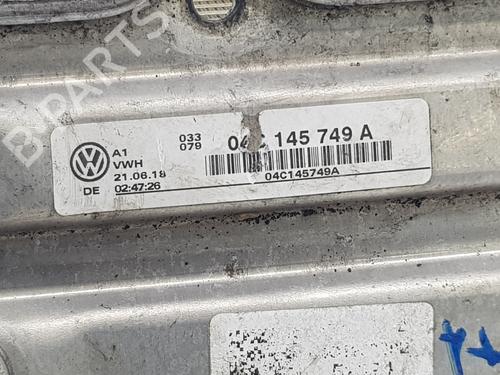 B-PARTS
033
079
145 749 A
A1
VWH
21.06.18
DE 02:47:26
04C145749A